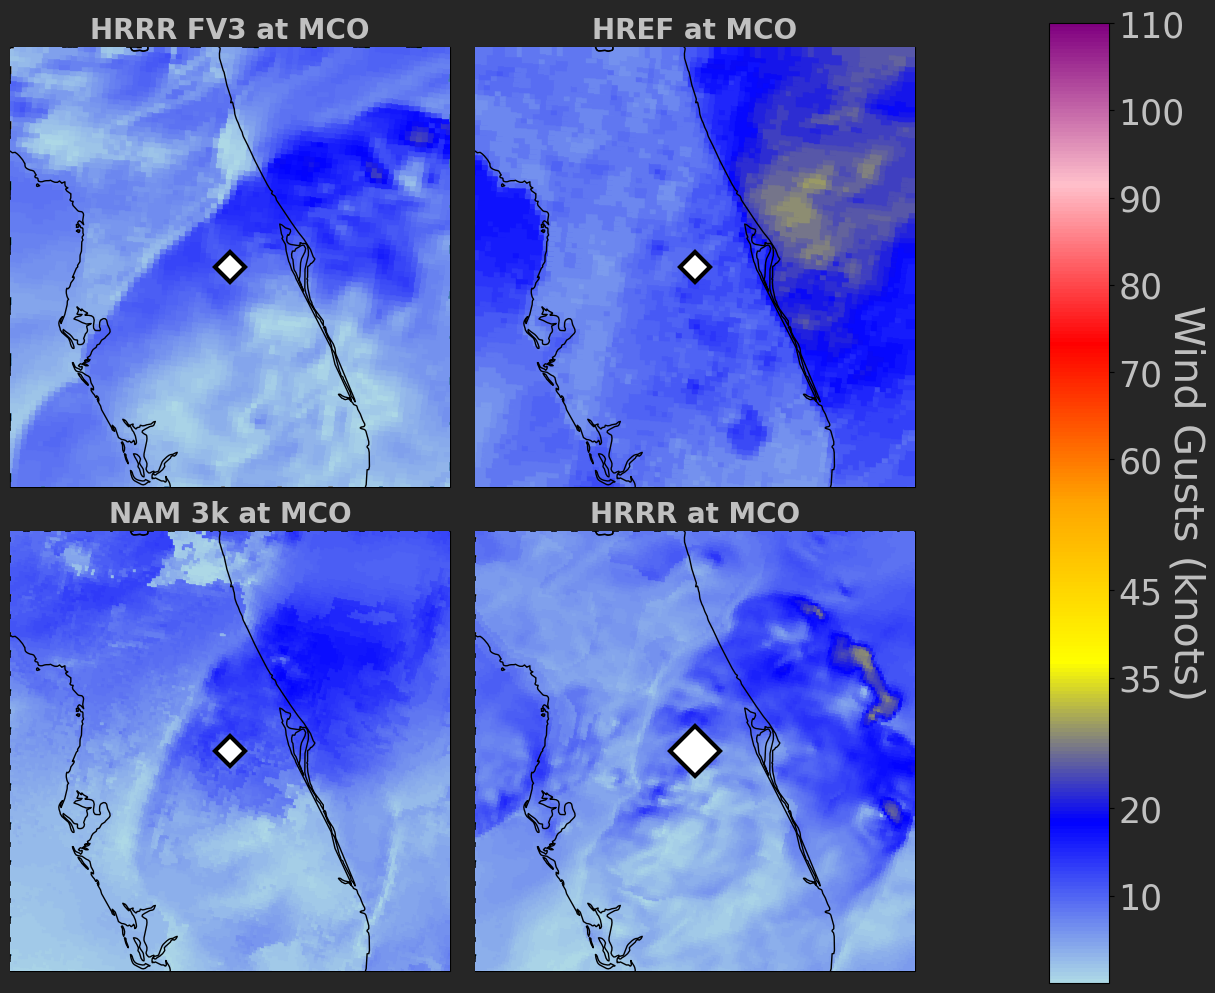 HRRR FV3 at MCO
HREF at MCO
NAM 3k at MCO
HRRR at MCO
110
100
90
80
70
60
45
35
20
10
Wind Gusts (knots)